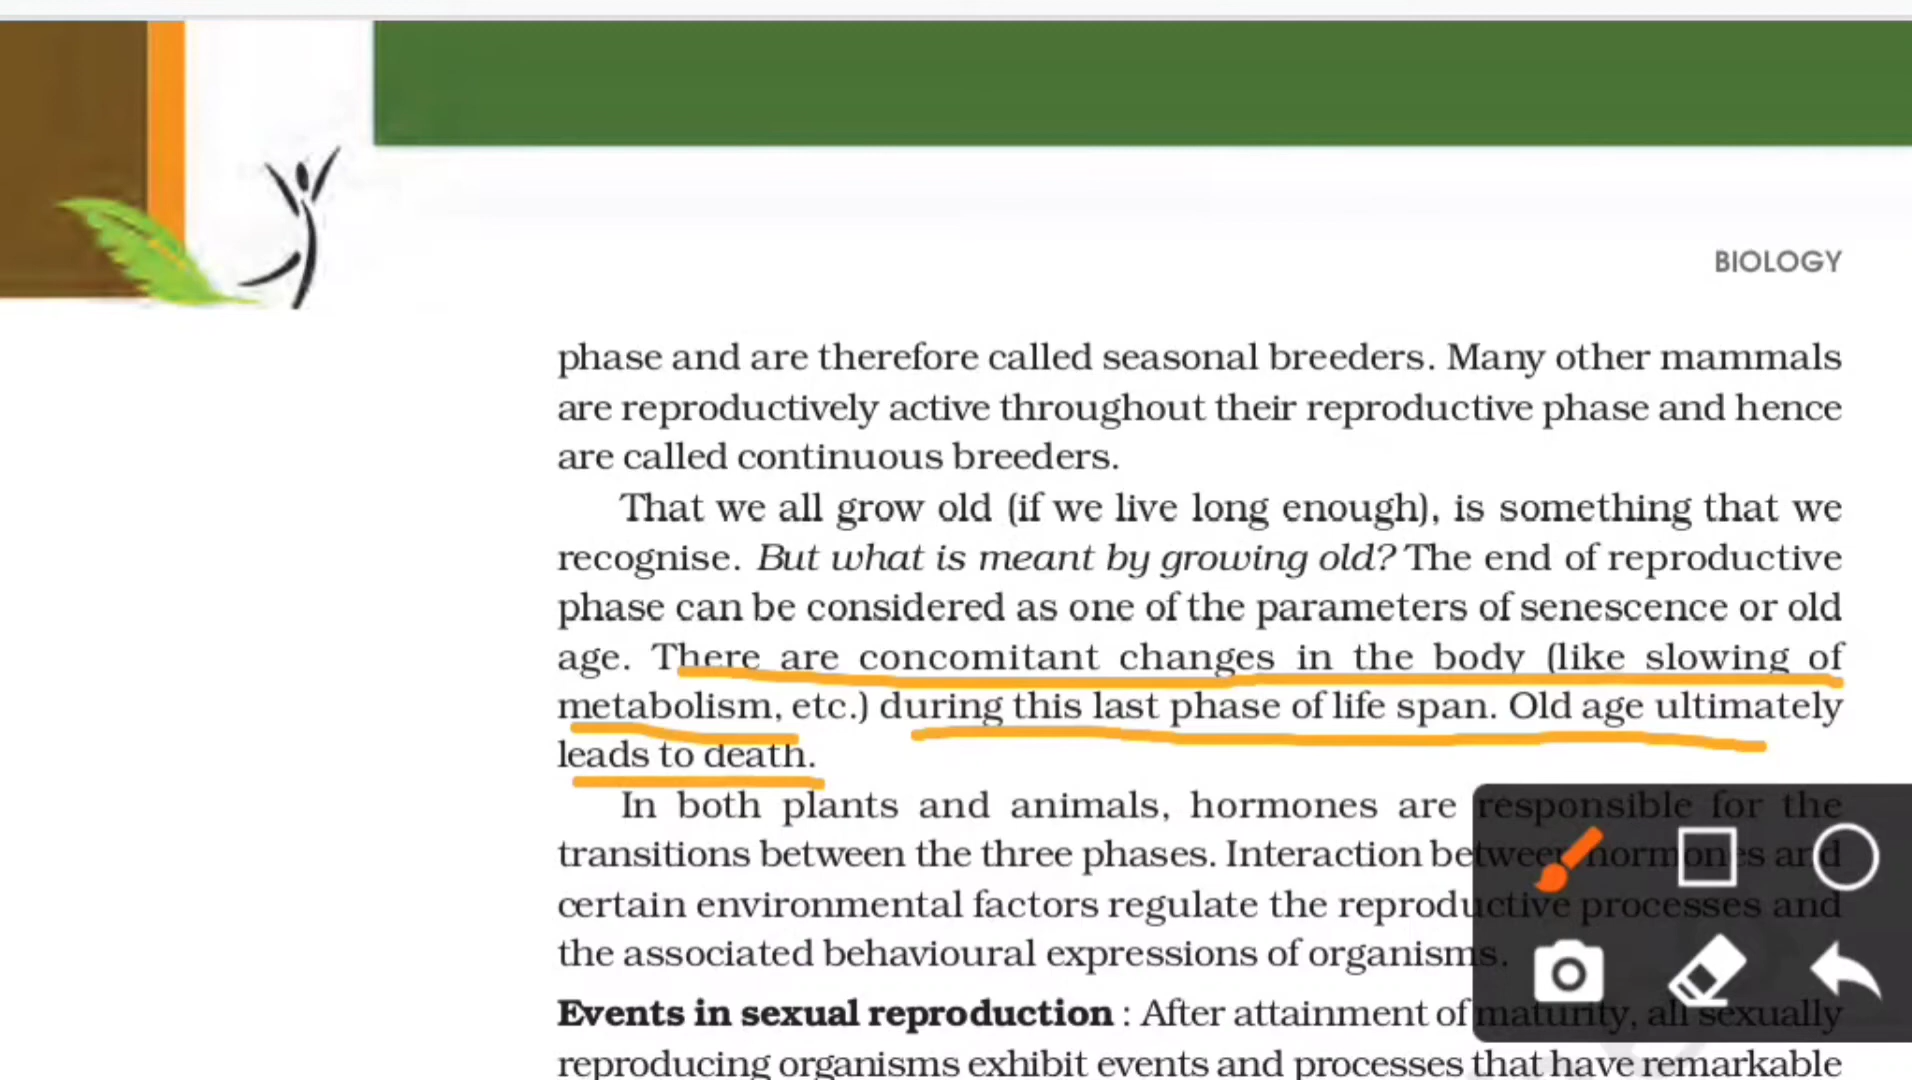 BIOLOGY
phase and are therefore called seasonal breeders. Many other mammals
are reproductively active throughout their reproductive phase and hence
are called continuous breeders.
That we all grow old (if we live long enough), is something that we
recognise. But what is meant by growing old? The end of reproductive
phase can be considered as one of the parameters of senescence or old
age. There are concomitant changes in the body (like slowing of
metabolism, etc.) during this last phase of life span. Old age ultimately
leads to death.
In both plants and animals, hormones are responsible for the
transitions between the three phases. Interaction between hormones and
certain environmental factors regulate the reproductive processes and
the associated behavioural expressions of organisms.
Events in sexual reproduction : After attainment of maturity, all sexually
reproducing organisms exhibit events and processes that have remarkable